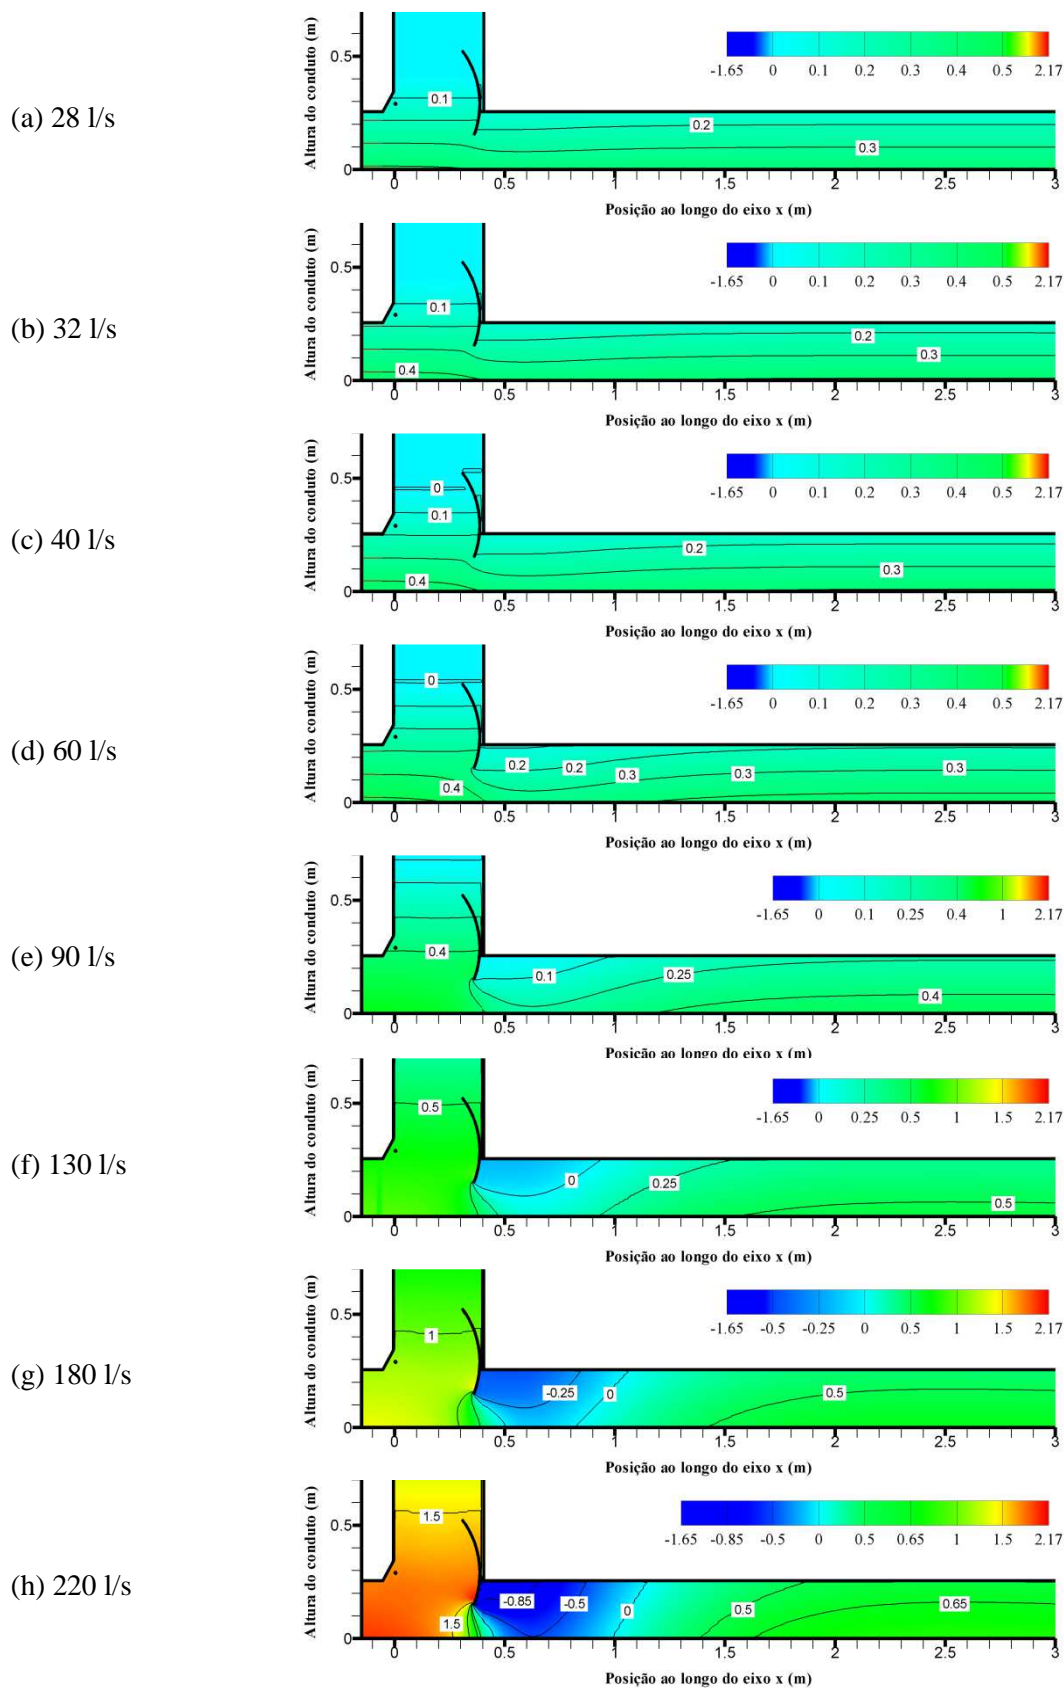 (a) 28 l/s
Altura do conduto (m)
0.5
0
0.1
0.2
0.3
-1.65 0 0.1 0.2 0.3 0.4 0.5 2.17
0 0.5 1 1.5 2 2.5 3
Posição ao longo do eixo x (m)
(b) 32 l/s
Altura do conduto (m)
0.5
0
0.1
0.4
0.2
0.3
-1.65 0 0.1 0.2 0.3 0.4 0.5 2.17
0 0.5 1 1.5 2 2.5 3
Posição ao longo do eixo x (m)
(c) 40 l/s
Altura do conduto (m)
0.5
0
0
0.1
0.4
0.2
0.3
-1.65 0 0.1 0.2 0.3 0.4 0.5 2.17
0 0.5 1 1.5 2 2.5 3
Posição ao longo do eixo x (m)
(d) 60 l/s
Altura do conduto (m)
0.5
0
0
0.4
0.2 0.2 0.3 0.3 0.3
-1.65 0 0.1 0.2 0.3 0.4 0.5 2.17
0 0.5 1 1.5 2 2.5 3
Posição ao longo do eixo x (m)
(e) 90 l/s
Altura do conduto (m)
0.5
0
0.4
0.1 0.25 0.4
-1.65 0 0.1 0.25 0.4 1 2.17
0 0.5 1 1.5 2 2.5 3
Posição ao longo do eixo x (m)
(f) 130 l/s
Altura do conduto (m)
0.5
0
0.5
0 0.25 0.5
-1.65 0 0.25 0.5 1 1.5 2.17
0 0.5 1 1.5 2 2.5 3
Posição ao longo do eixo x (m)
(g) 180 l/s
Altura do conduto (m)
0.5
0
1
-0.25 0 0.5
-1.65 -0.5 -0.25 0 0.5 1 1.5 2.17
0 0.5 1 1.5 2 2.5 3
Posição ao longo do eixo x (m)
(h) 220 l/s
Altura do conduto (m)
0.5
0
1.5
1.5
-0.85 -0.5 0 0.5 0.65
-1.65 -0.85 -0.5 0 0.5 0.65 1.5 2.17
0 0.5 1 1.5 2 2.5 3
Posição ao longo do eixo x (m)